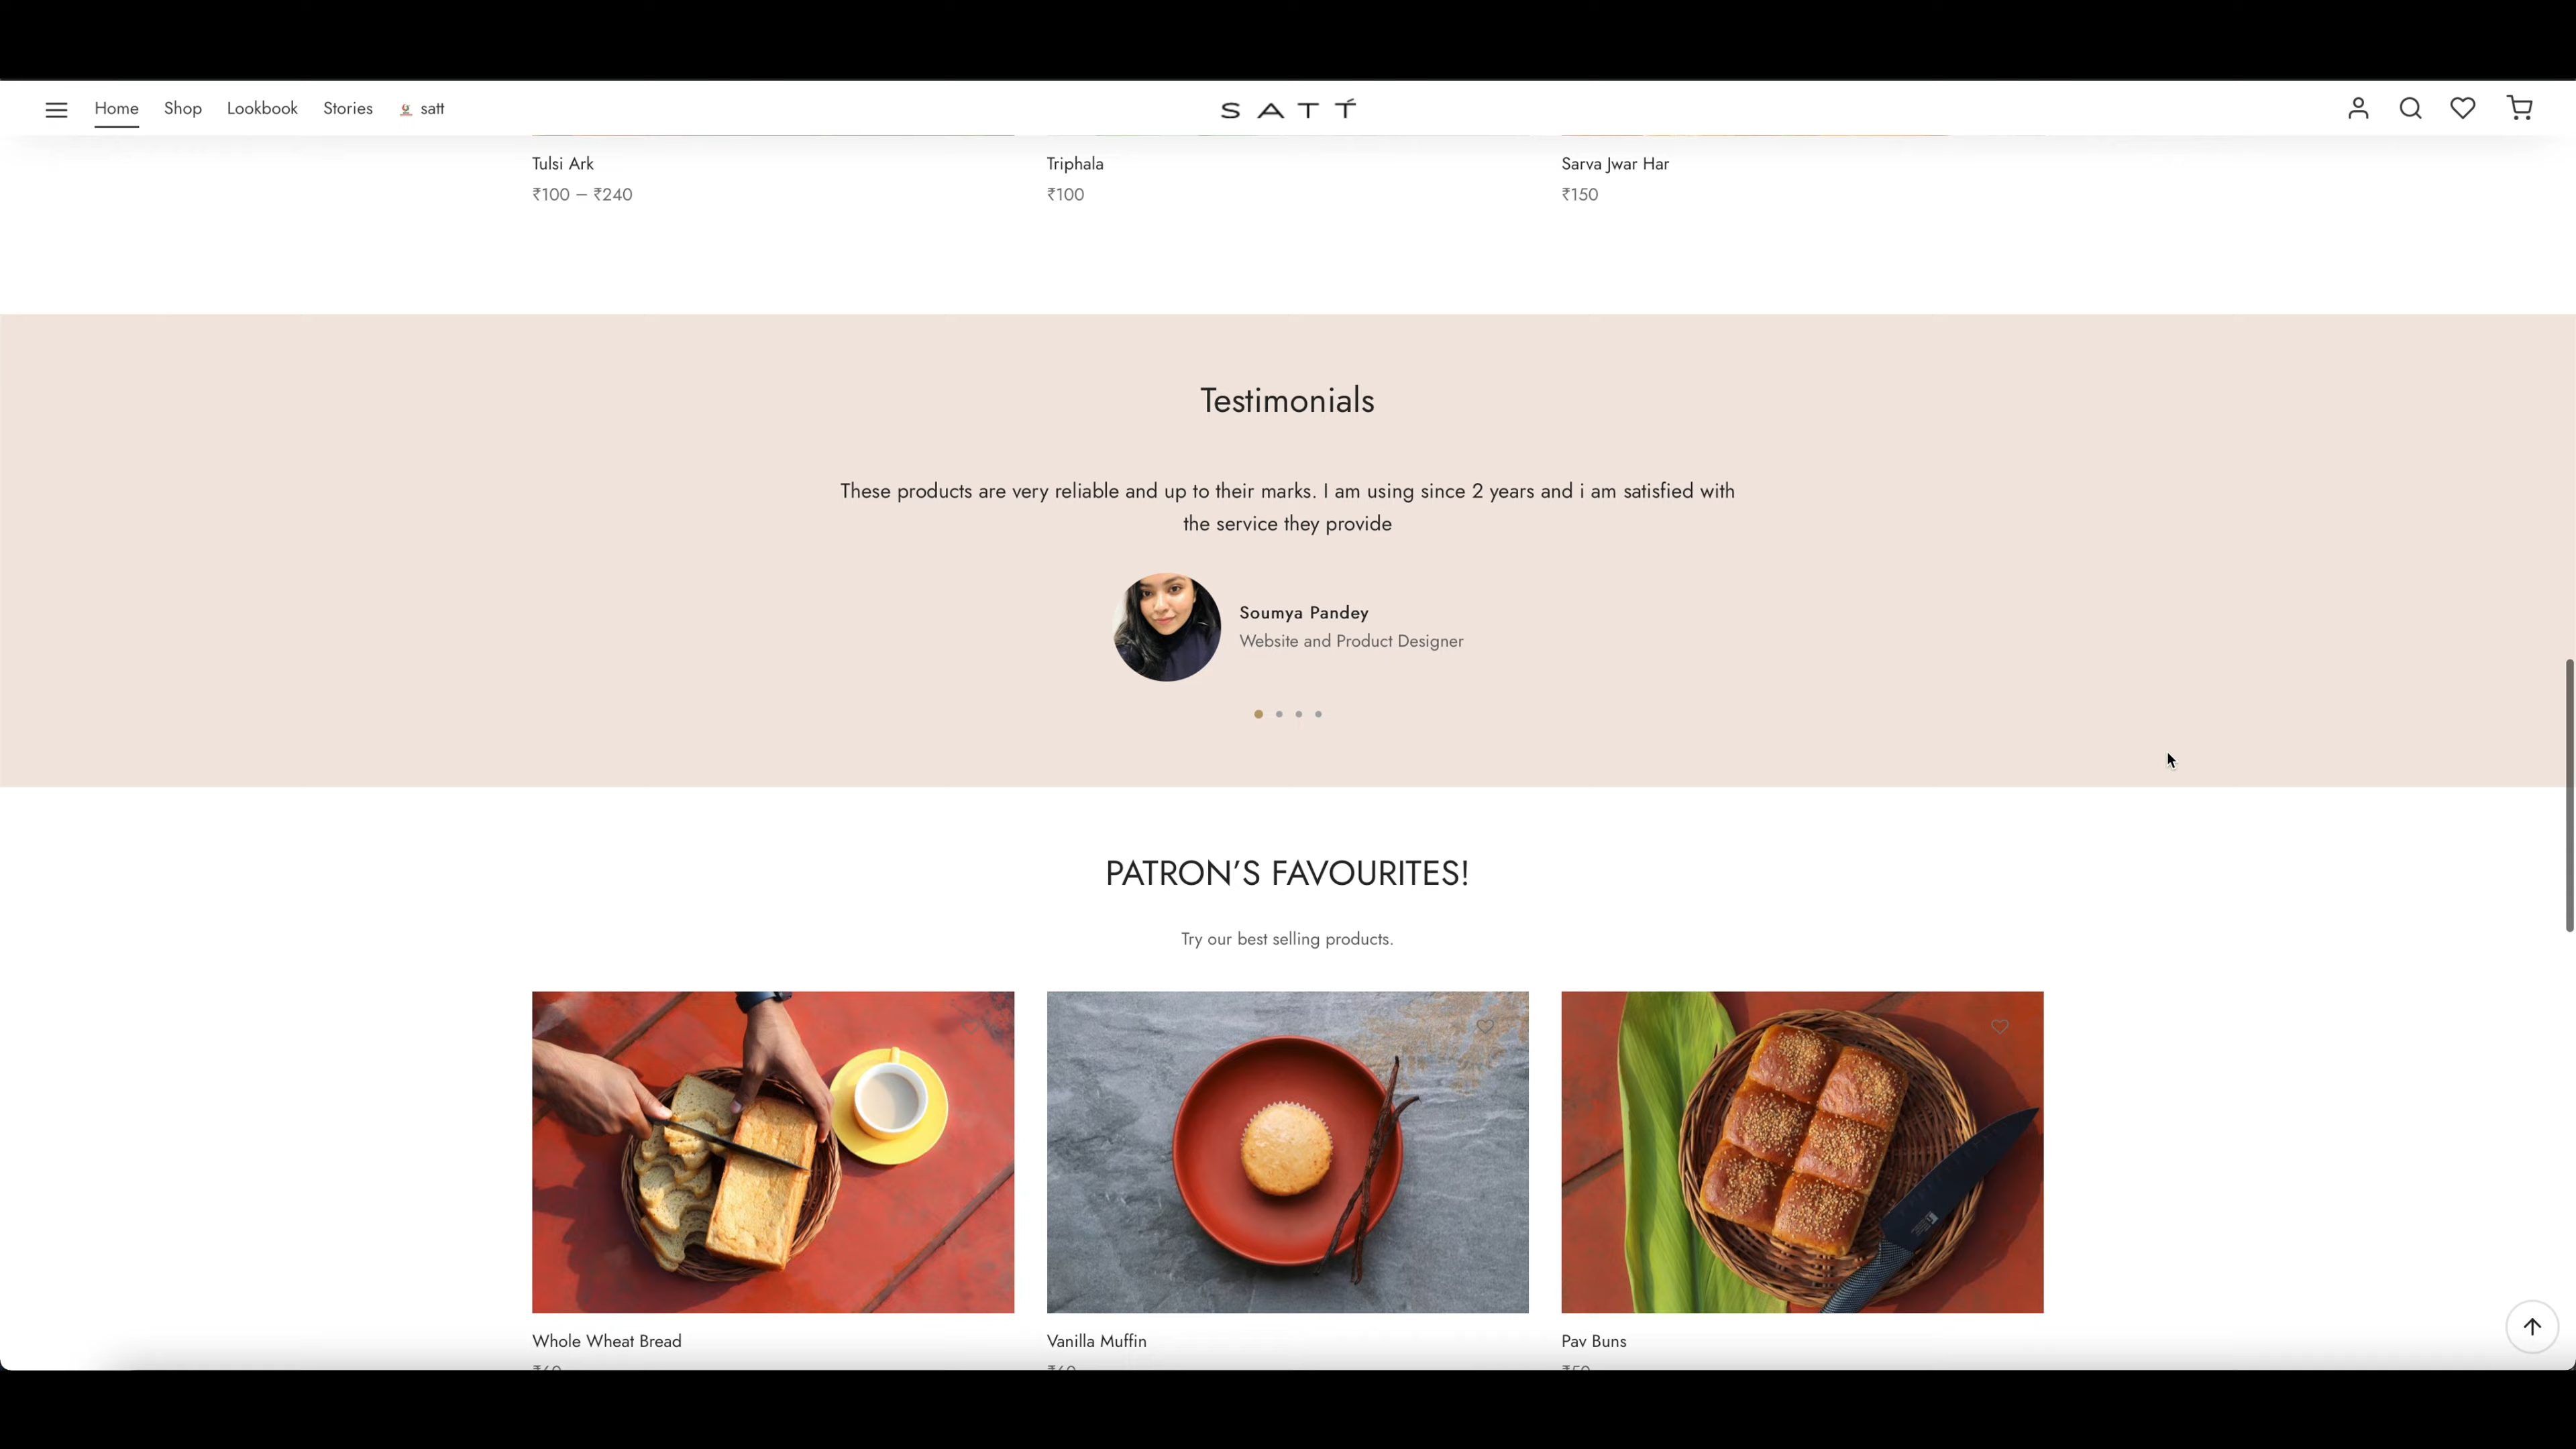 Home Shop Lookbook Stories satt
SATT́
Tulsi Ark
₹100 – ₹240
Triphala
₹100
Sarva Jwar Har
₹150
Testimonials
These products are very reliable and up to their marks. I am using since 2 years and i am satisfied with
the service they provide
Soumya Pandey
Website and Product Designer
PATRON’S FAVOURITES!
Try our best selling products.
Whole Wheat Bread
Vanilla Muffin
Pav Buns